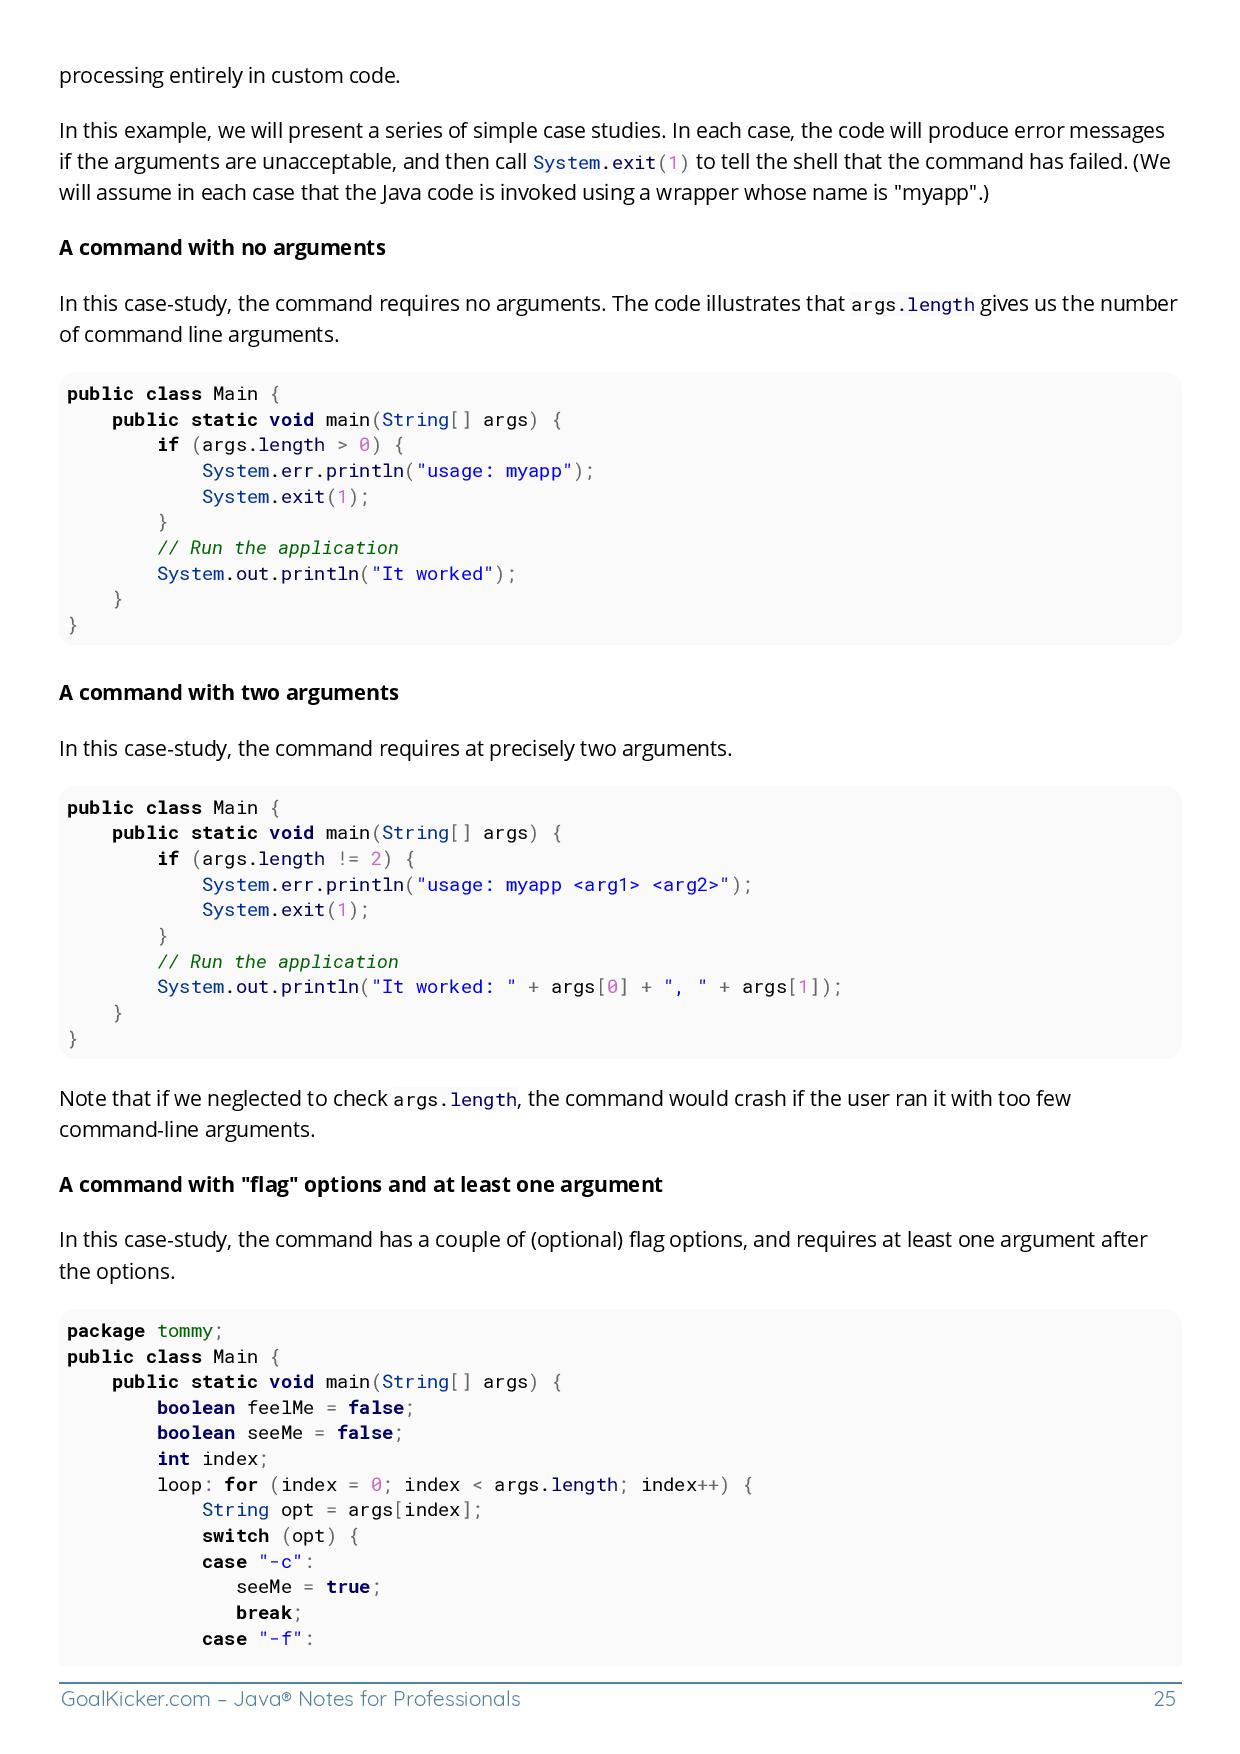 processing entirely in custom code.
In this example, we will present a series of simple case studies. In each case, the code will produce error messages
if the arguments are unacceptable, and then call System.exit(1) to tell the shell that the command has failed. (We
will assume in each case that the Java code is invoked using a wrapper whose name is "myapp".)
A command with no arguments
In this case-study, the command requires no arguments. The code illustrates that args.length gives us the number
of command line arguments.
public class Main {
    public static void main(String[] args) {
        if (args.length > 0) {
            System.err.println("usage: myapp");
            System.exit(1);
        }
        // Run the application
        System.out.println("It worked");
    }
}
A command with two arguments
In this case-study, the command requires at precisely two arguments.
public class Main {
    public static void main(String[] args) {
        if (args.length != 2) {
            System.err.println("usage: myapp <arg1> <arg2>");
            System.exit(1);
        }
        // Run the application
        System.out.println("It worked: " + args[0] + ", " + args[1]);
    }
}
Note that if we neglected to check args.length, the command would crash if the user ran it with too few
command-line arguments.
A command with "flag" options and at least one argument
In this case-study, the command has a couple of (optional) flag options, and requires at least one argument after
the options.
package tommy;
public class Main {
    public static void main(String[] args) {
        boolean feelMe = false;
        boolean seeMe = false;
        int index;
        loop: for (index = 0; index < args.length; index++) {
            String opt = args[index];
            switch (opt) {
            case "-c":
               seeMe = true;
               break;
            case "-f":
GoalKicker.com – Java® Notes for Professionals 25